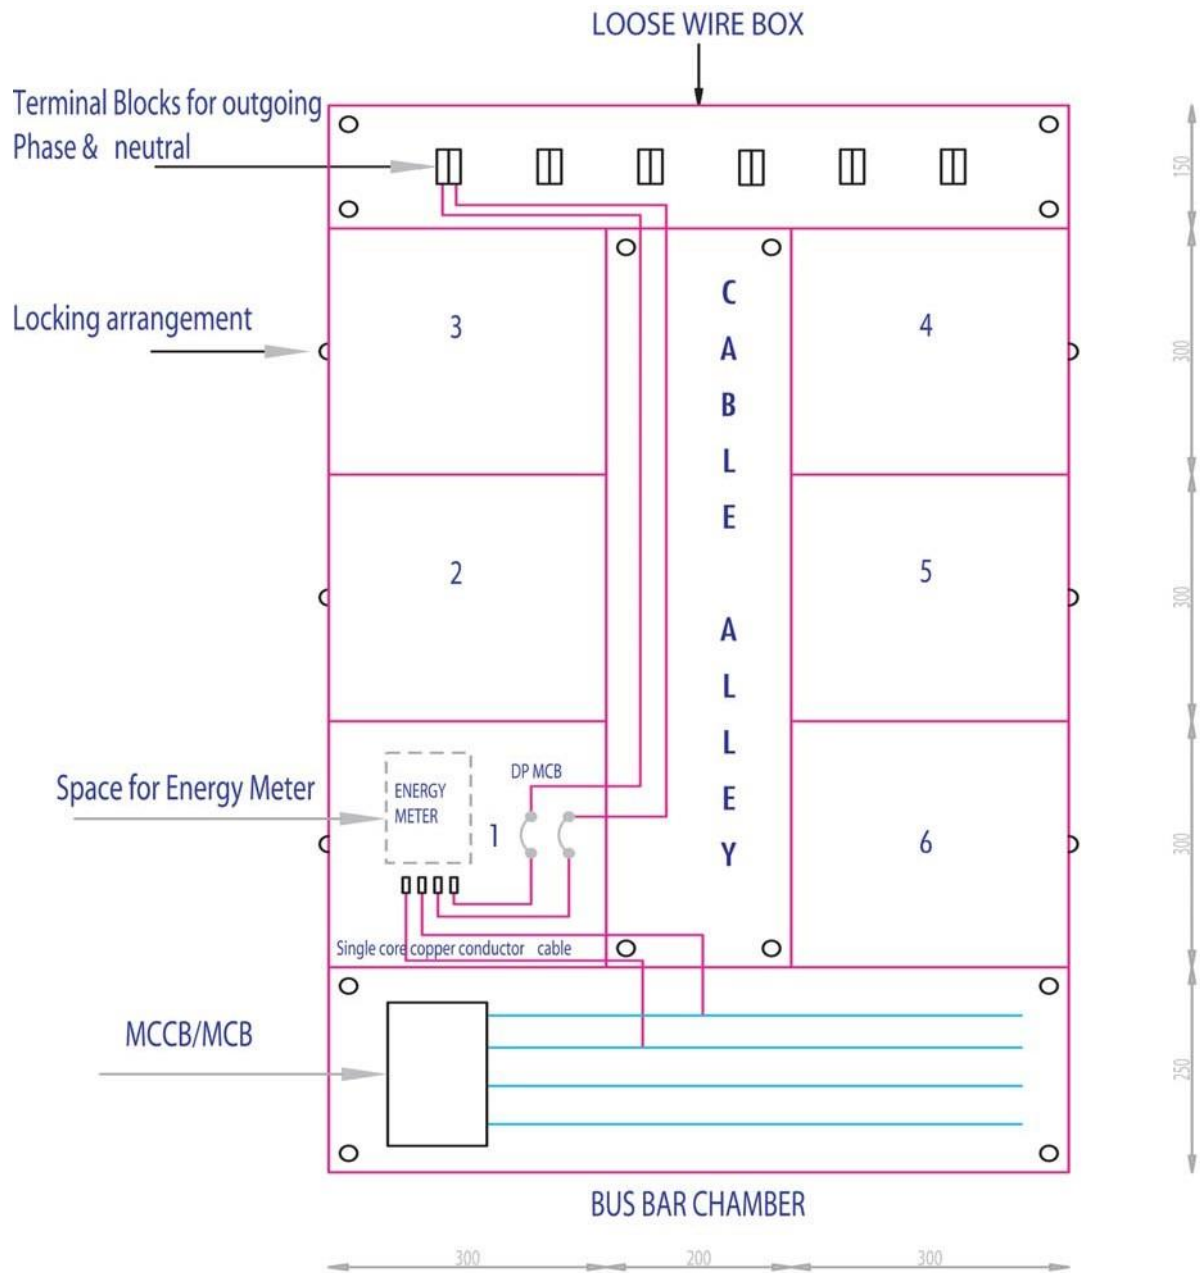 LOOSE WIRE BOX
Terminal Blocks for outgoing
Phase & neutral
150
Locking arrangement
3
4
300
2
5
300
CABLE ALLEY
Space for Energy Meter
ENERGY
METER
DP MCB
1
6
300
Single core copper conductor cable
MCCB/MCB
250
BUS BAR CHAMBER
300
200
300